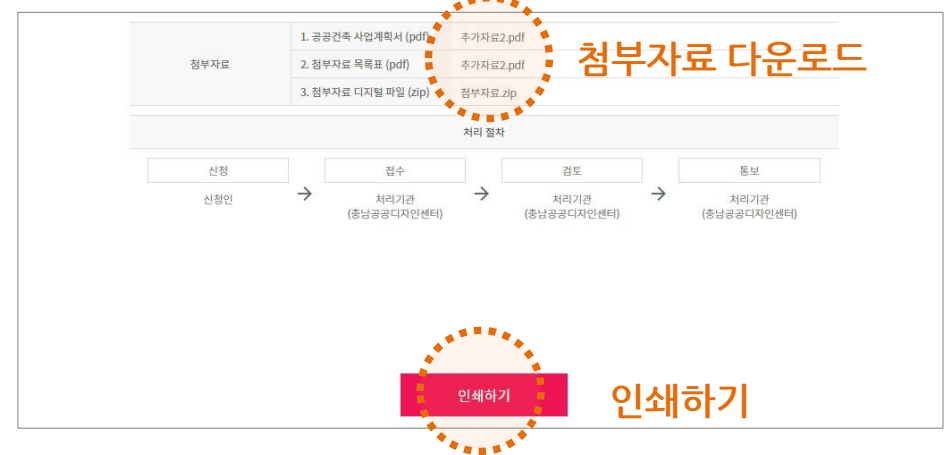 1. 공공건축 사업계획서 (pdf) 추가자료2.pdf
첨부자료 2. 첨부자료 목록표 (pdf) 추가자료2.pdf
3. 첨부자료 디지털 파일 (zip) 첨부자료.zip
첨부자료 다운로드
처리 절차
신청 접수 검토 통보
신청인 → 처리기관 → 처리기관 → 처리기관
(충남공공디자인센터) (충남공공디자인센터) (충남공공디자인센터)
인쇄하기 인쇄하기